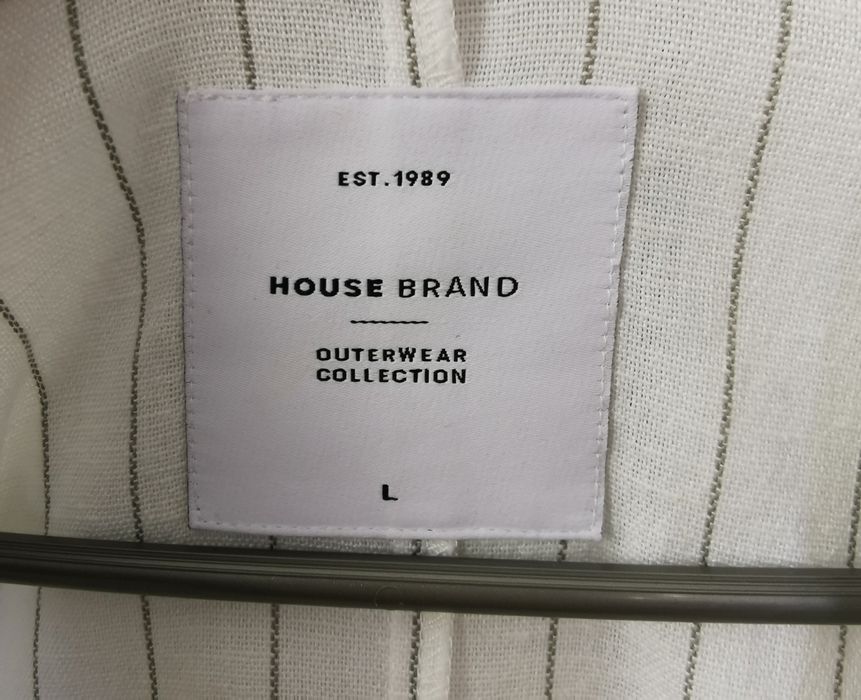 EST.1989
HOUSE BRAND
OUTERWEAR
COLLECTION
L